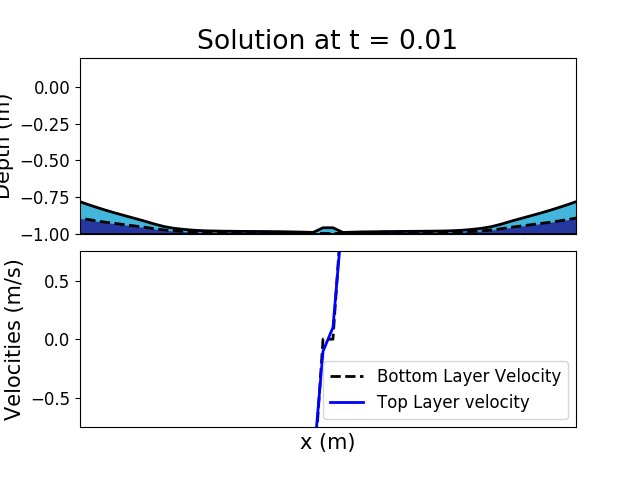 Solution at t = 0.01
Depth (m)
0.00
−0.25
−0.50
−0.75
−1.00
Velocities (m/s)
0.5
0.0
−0.5
Bottom Layer Velocity
Top Layer velocity
x (m)